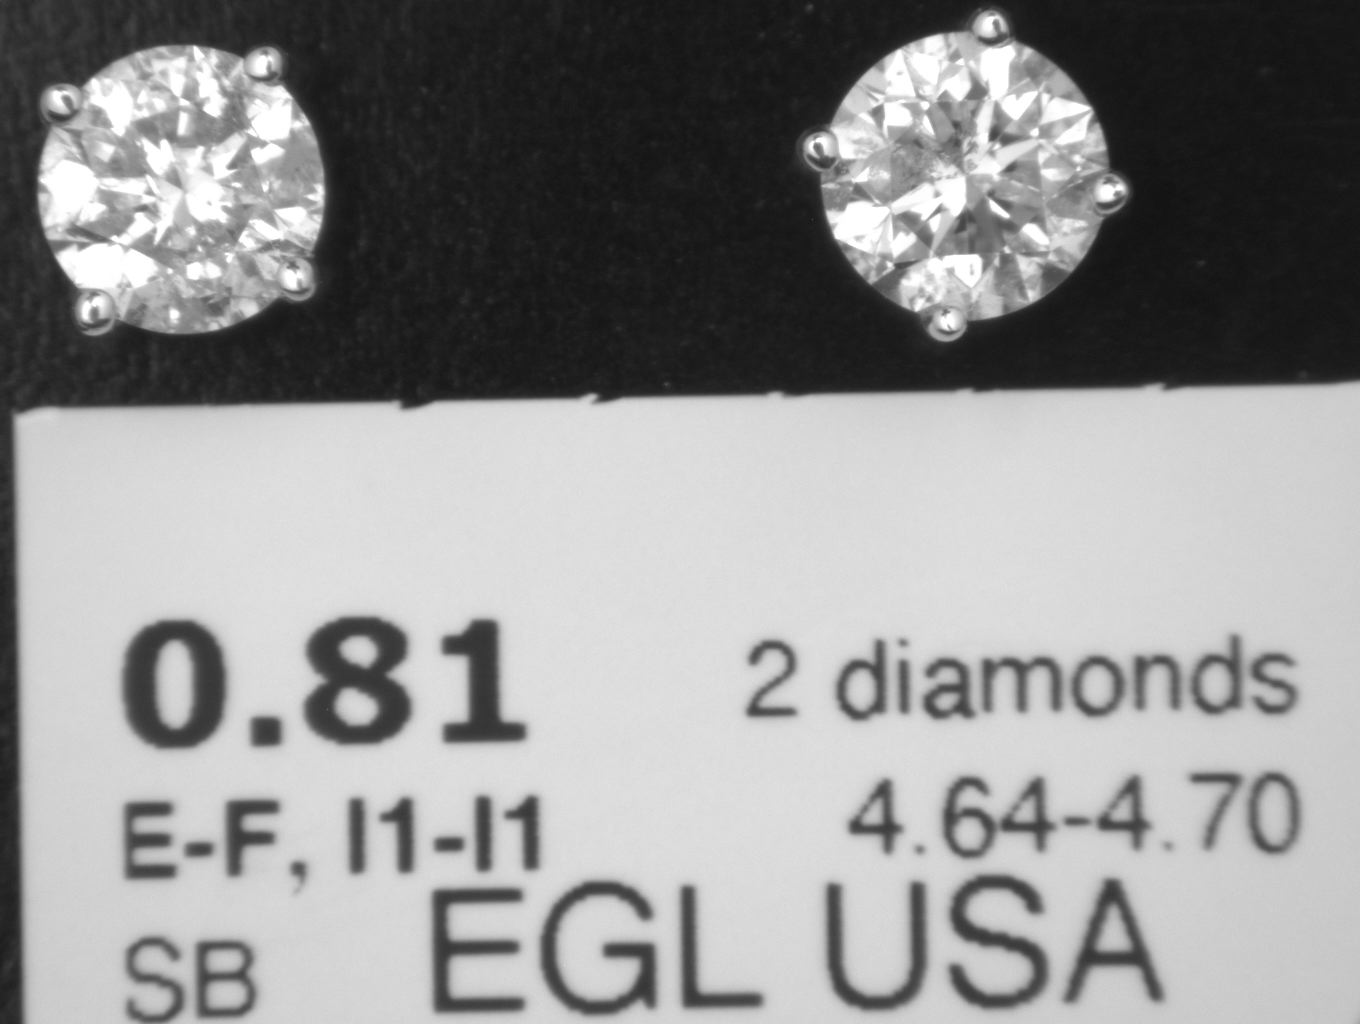 0.81 2 diamonds
E-F, I1-I1 4.64-4.70
SB EGL USA